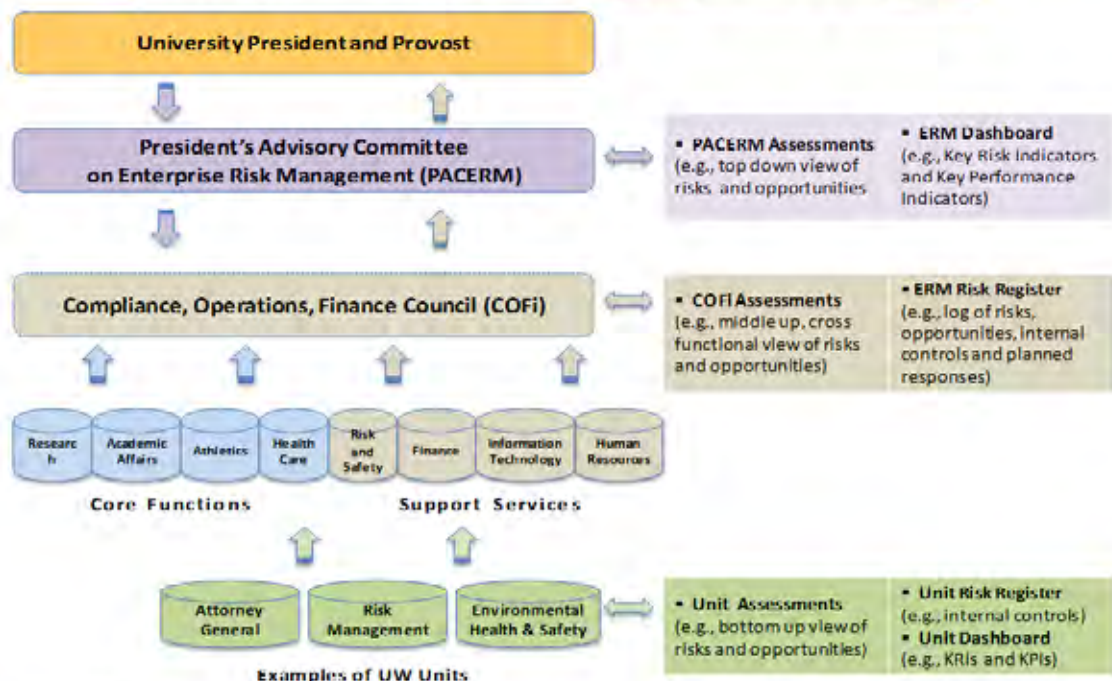 University President and Provost
President's Advisory Committee
on Enterprise Risk Management (PACERM)
▪ PACERM Assessments
(e.g., top down view of
risks and opportunities
▪ ERM Dashboard
(e.g., Key Risk Indicators
and Key Performance
Indicators)
Compliance, Operations, Finance Council (COFi)
▪ COFi Assessments
(e.g., middle up, cross
functional view of risks
and opportunities)
▪ ERM Risk Register
(e.g., log of risks,
opportunities, internal
controls and planned
responses)
Researc
h
Academic
Affairs
Athletics
Health
Care
Risk
and
Safety
Finance
Information
Technology
Human
Resources
Core Functions
Support Services
Attorney
General
Risk
Management
Environmental
Health & Safety
▪ Unit Assessments
(e.g., bottom up view of
risks and opportunities)
▪ Unit Risk Register
(e.g., internal controls)
▪ Unit Dashboard
(e.g., KRIs and KPIs)
Examples of UW Units